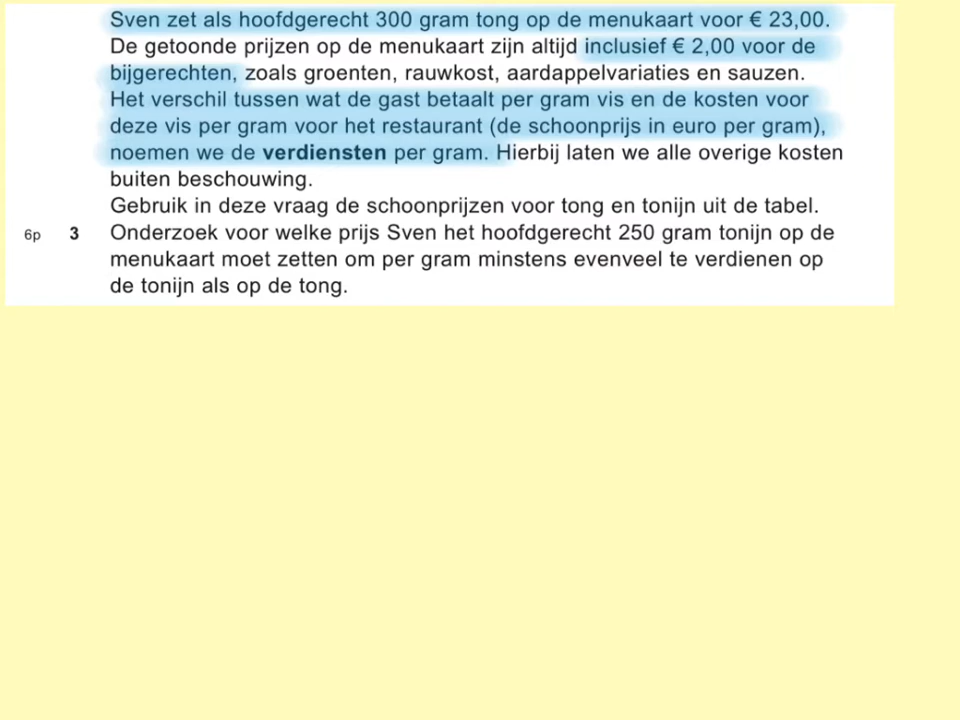 Sven zet als hoofdgerecht 300 gram tong op de menukaart voor € 23,00.
De getoonde prijzen op de menukaart zijn altijd inclusief € 2,00 voor de
bijgerechten, zoals groenten, rauwkost, aardappelvariaties en sauzen.
Het verschil tussen wat de gast betaalt per gram vis en de kosten voor
deze vis per gram voor het restaurant (de schoonprijs in euro per gram),
noemen we de verdiensten per gram. Hierbij laten we alle overige kosten
buiten beschouwing.
Gebruik in deze vraag de schoonprijzen voor tong en tonijn uit de tabel.
6p 3 Onderzoek voor welke prijs Sven het hoofdgerecht 250 gram tonijn op de
menukaart moet zetten om per gram minstens evenveel te verdienen op
de tonijn als op de tong.